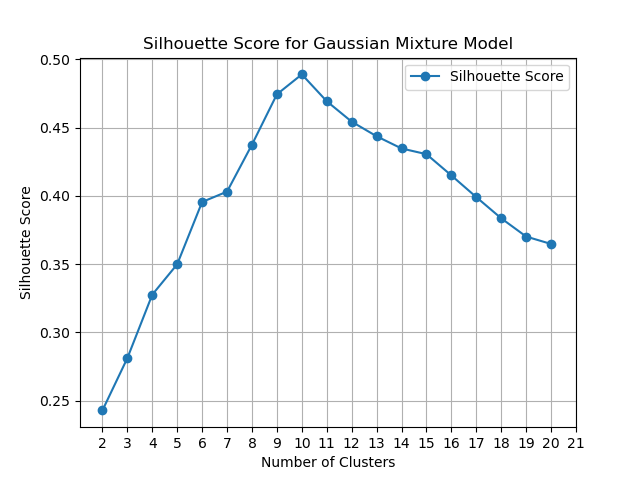 Silhouette Score for Gaussian Mixture Model
Silhouette Score
0.50
0.45
0.40
0.35
0.30
0.25
Silhouette Score
2 3 4 5 6 7 8 9 10 11 12 13 14 15 16 17 18 19 20 21
Number of Clusters